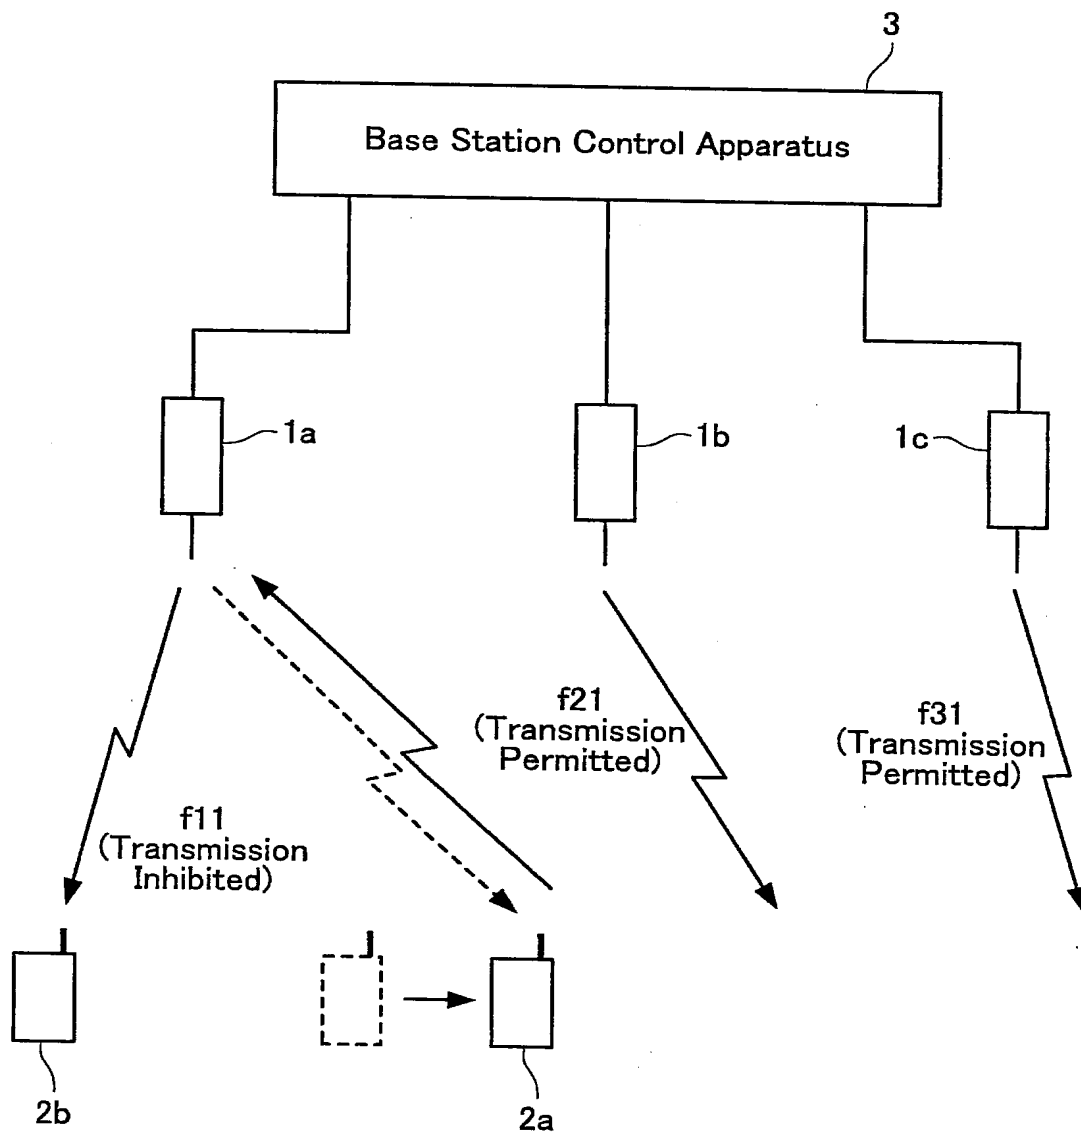 3
Base Station Control Apparatus
1a
1b
1c
f21
(Transmission
Permitted)
f31
(Transmission
Permitted)
f11
(Transmission
Inhibited)
2b
2a